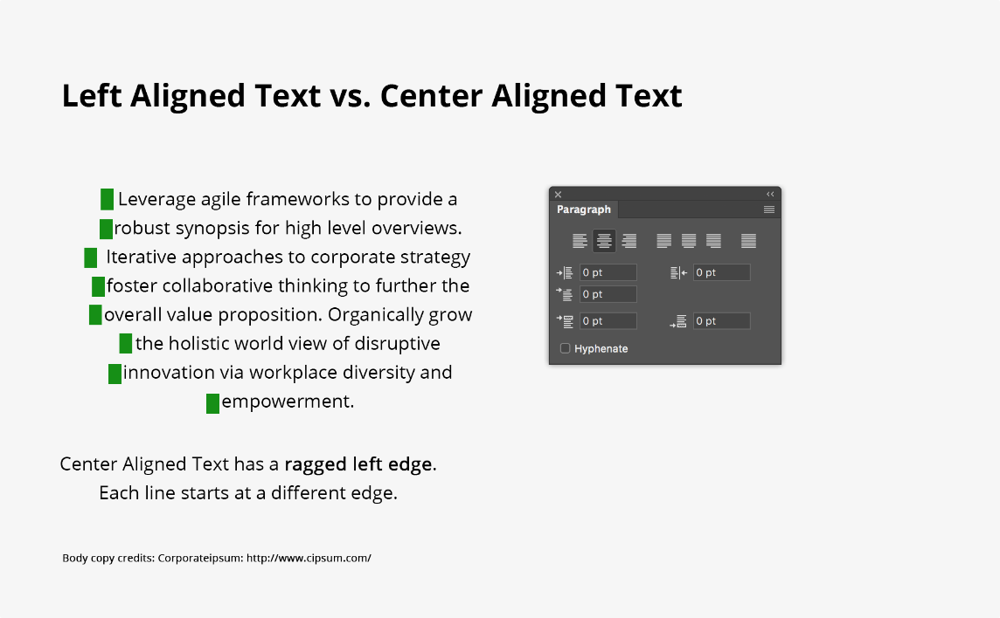 Left Aligned Text vs. Center Aligned Text
Leverage agile frameworks to provide a
robust synopsis for high level overviews.
Iterative approaches to corporate strategy
foster collaborative thinking to further the
overall value proposition. Organically grow
the holistic world view of disruptive
innovation via workplace diversity and
empowerment.
Paragraph
0 pt
0 pt
0 pt
0 pt
0 pt
Hyphenate
Center Aligned Text has a ragged left edge.
Each line starts at a different edge.
Body copy credits: Corporateipsum: http://www.cipsum.com/